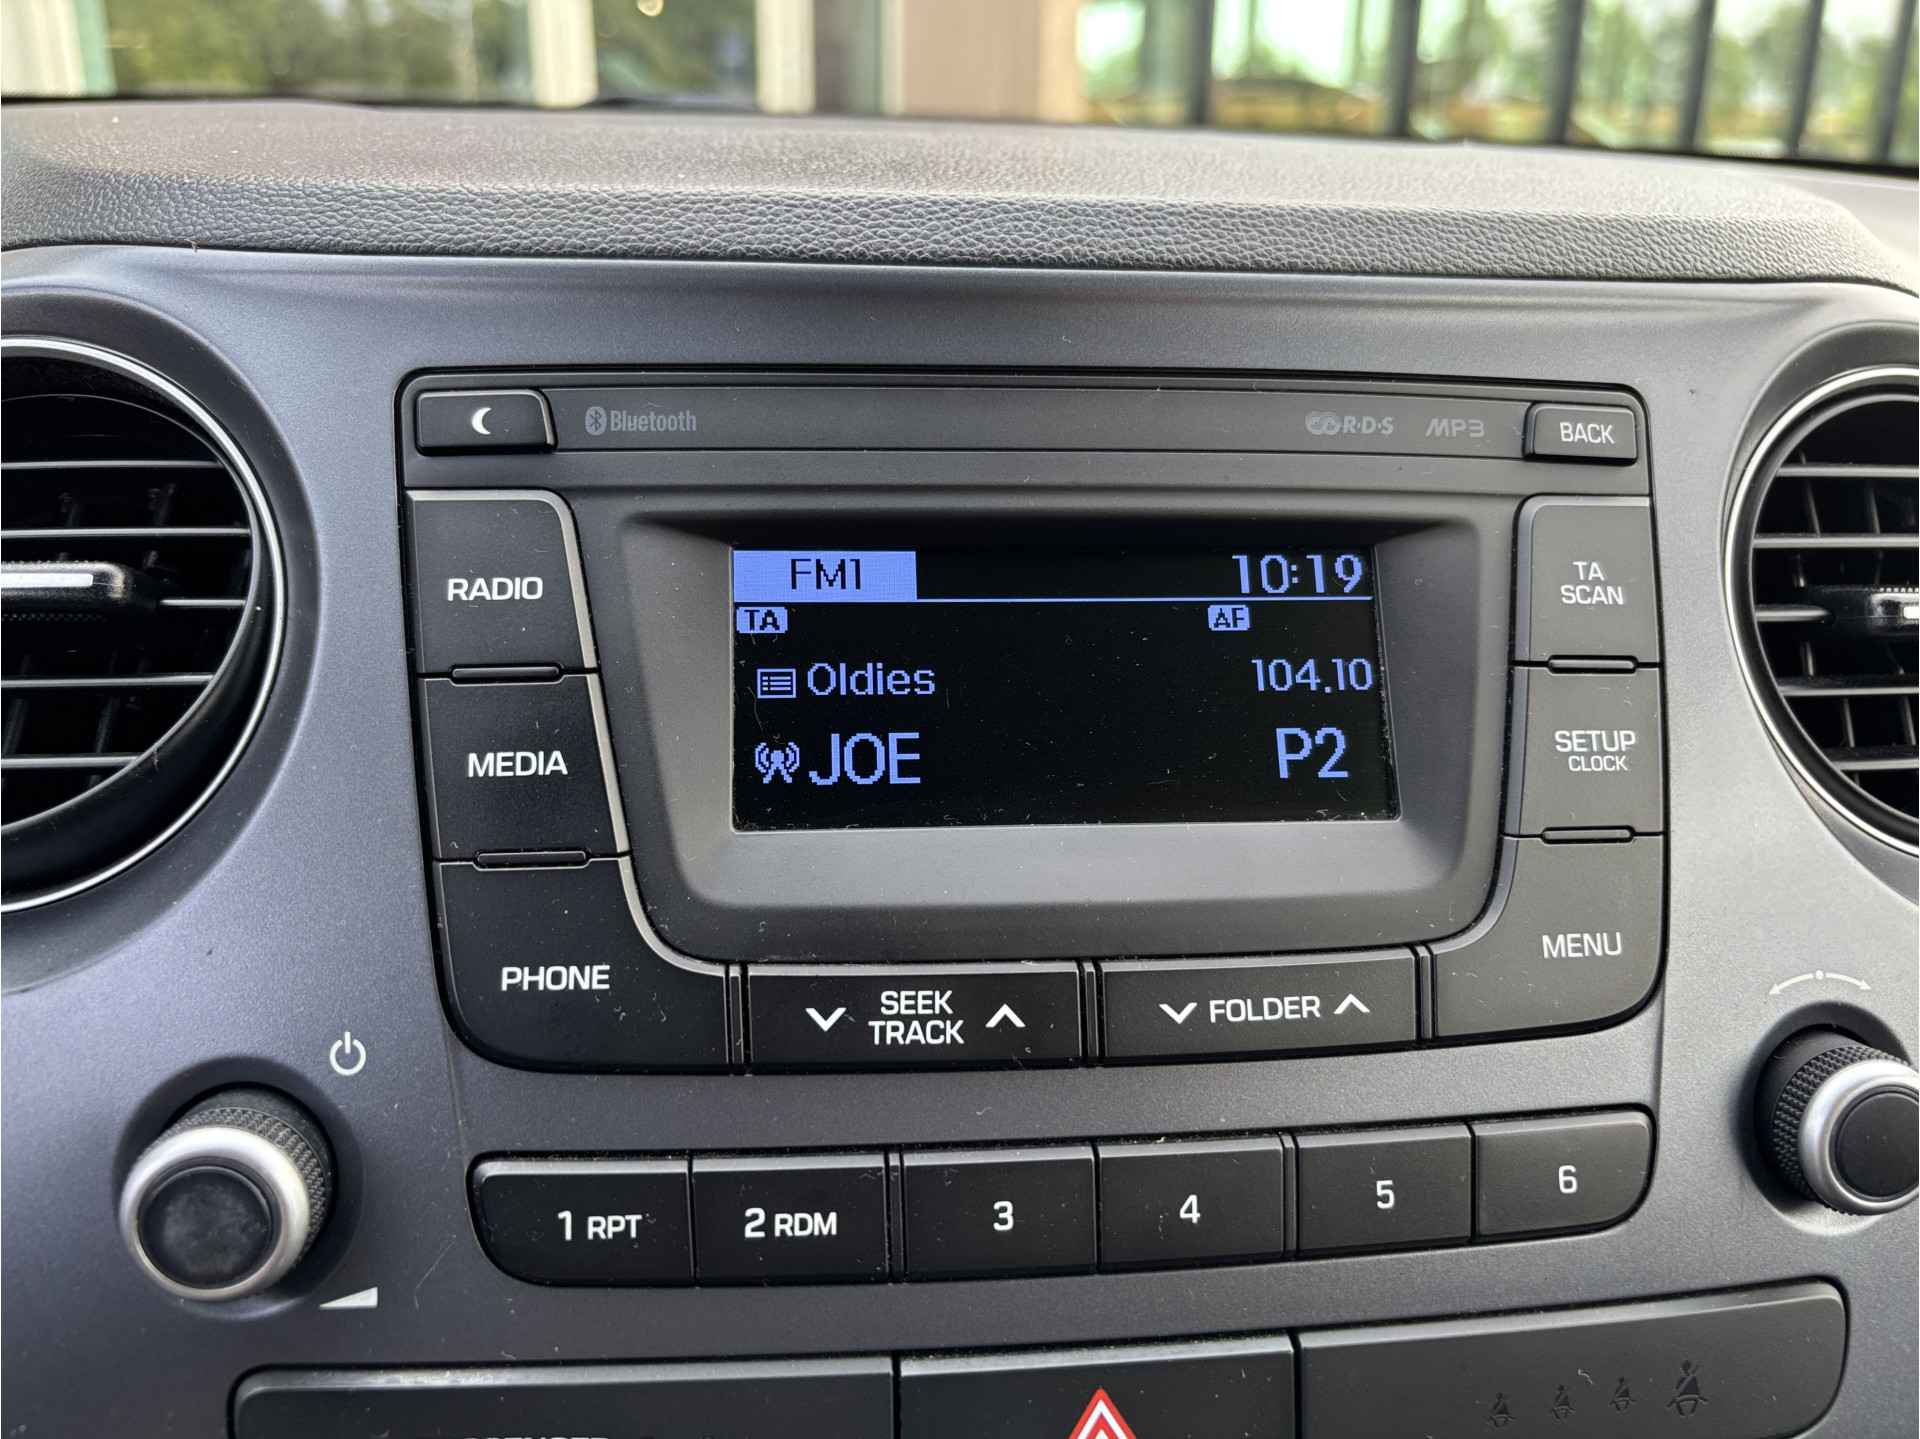 Bluetooth
R·D·S
MP3
BACK
RADIO
FM1 10:19
TA AF
TA
SCAN
Oldies 104.10
MEDIA
JOE P2
SETUP
CLOCK
PHONE
SEEK
TRACK
FOLDER
MENU
1 RPT
2 RDM
3
4
5
6